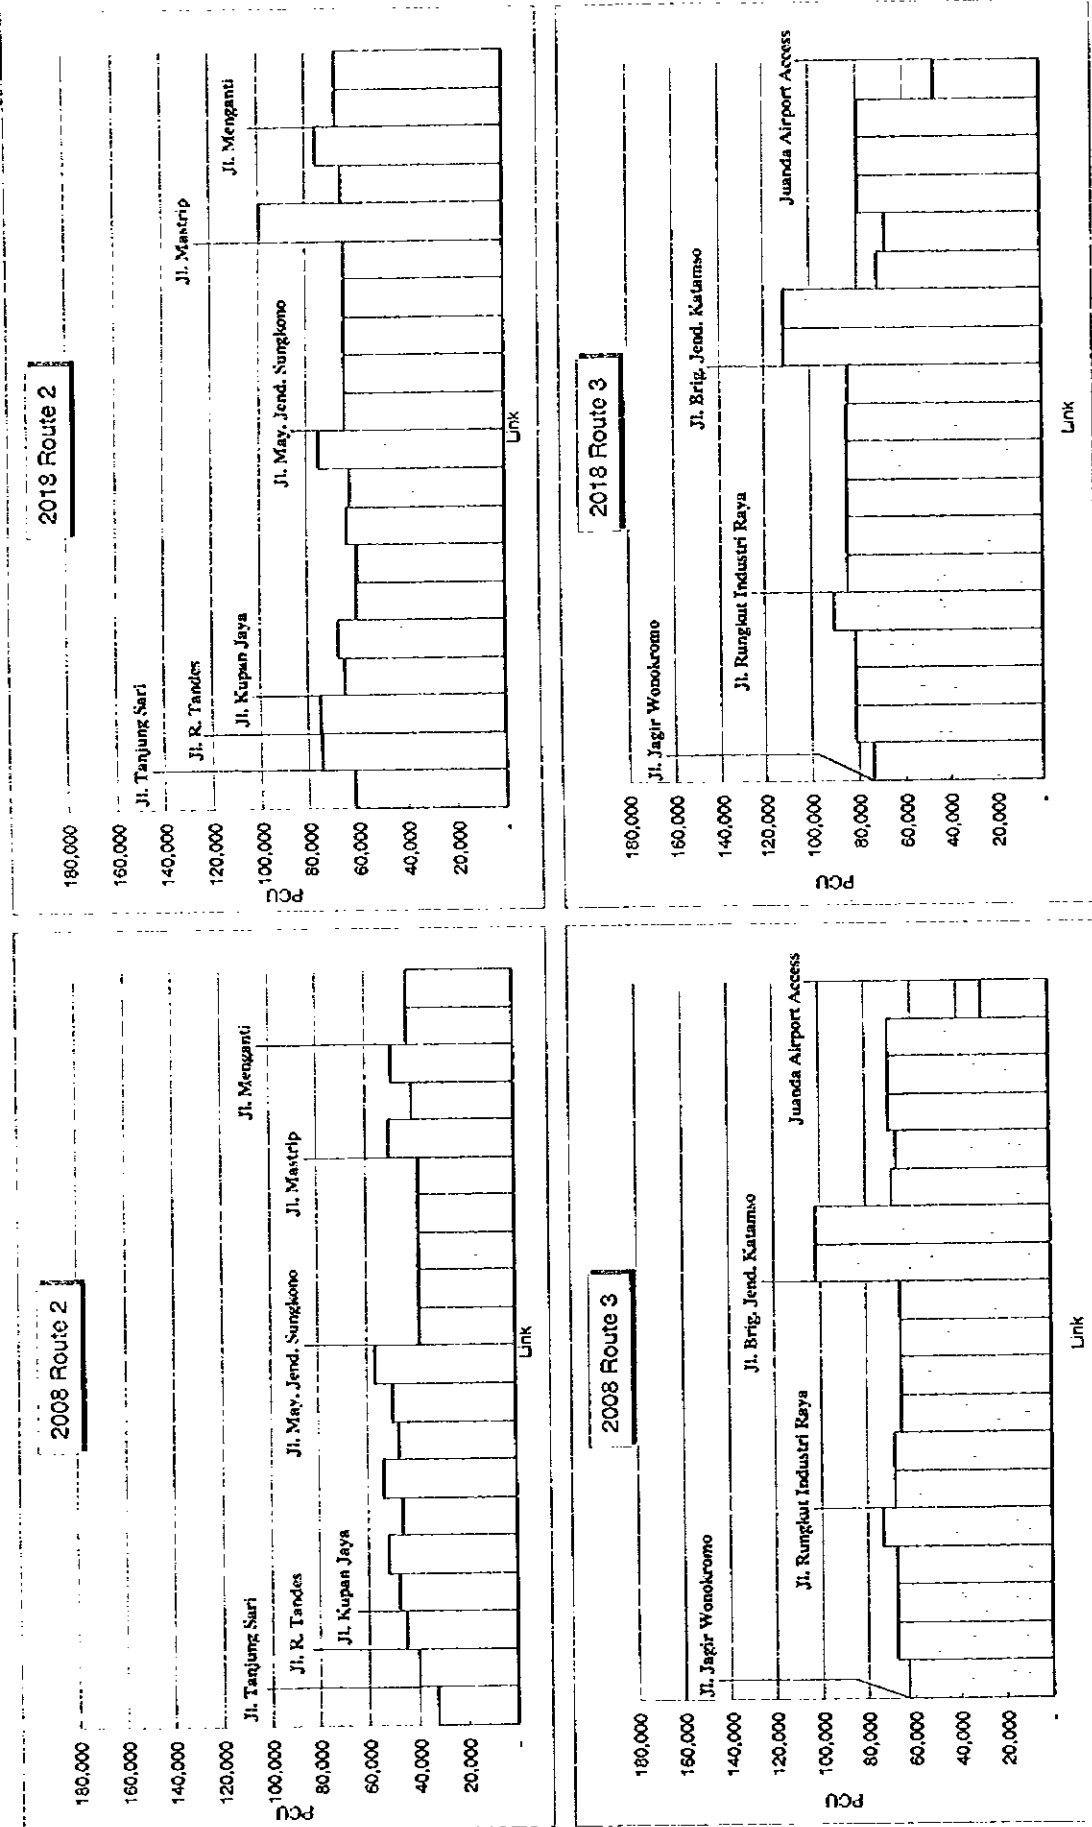 2008 Route 2
180,000
160,000
140,000
120,000
100,000
80,000
60,000
40,000
20,000
-
PCU
Jl. Tanjung Sari
Jl. R. Tandes
Jl. Kupan Jaya
Jl. May. Jend. Sungkono
Jl. Mastrip
Jl. Menganti
Link
2018 Route 2
180,000
160,000
140,000
120,000
100,000
80,000
60,000
40,000
20,000
-
PCU
Jl. Tanjung Sari
Jl. R. Tandes
Jl. Kupan Jaya
Jl. May. Jend. Sungkono
Jl. Mastrip
Jl. Menganti
Link
2008 Route 3
180,000
160,000
140,000
120,000
100,000
80,000
60,000
40,000
20,000
-
PCU
Jl. Jagir Wonokromo
Jl. Rungkut Industri Raya
Jl. Brig. Jend. Katamso
Juanda Airport Access
Link
2018 Route 3
180,000
160,000
140,000
120,000
100,000
80,000
60,000
40,000
20,000
-
PCU
Jl. Jagir Wonokromo
Jl. Rungkut Industri Raya
Jl. Brig. Jend. Katamso
Juanda Airport Access
Link